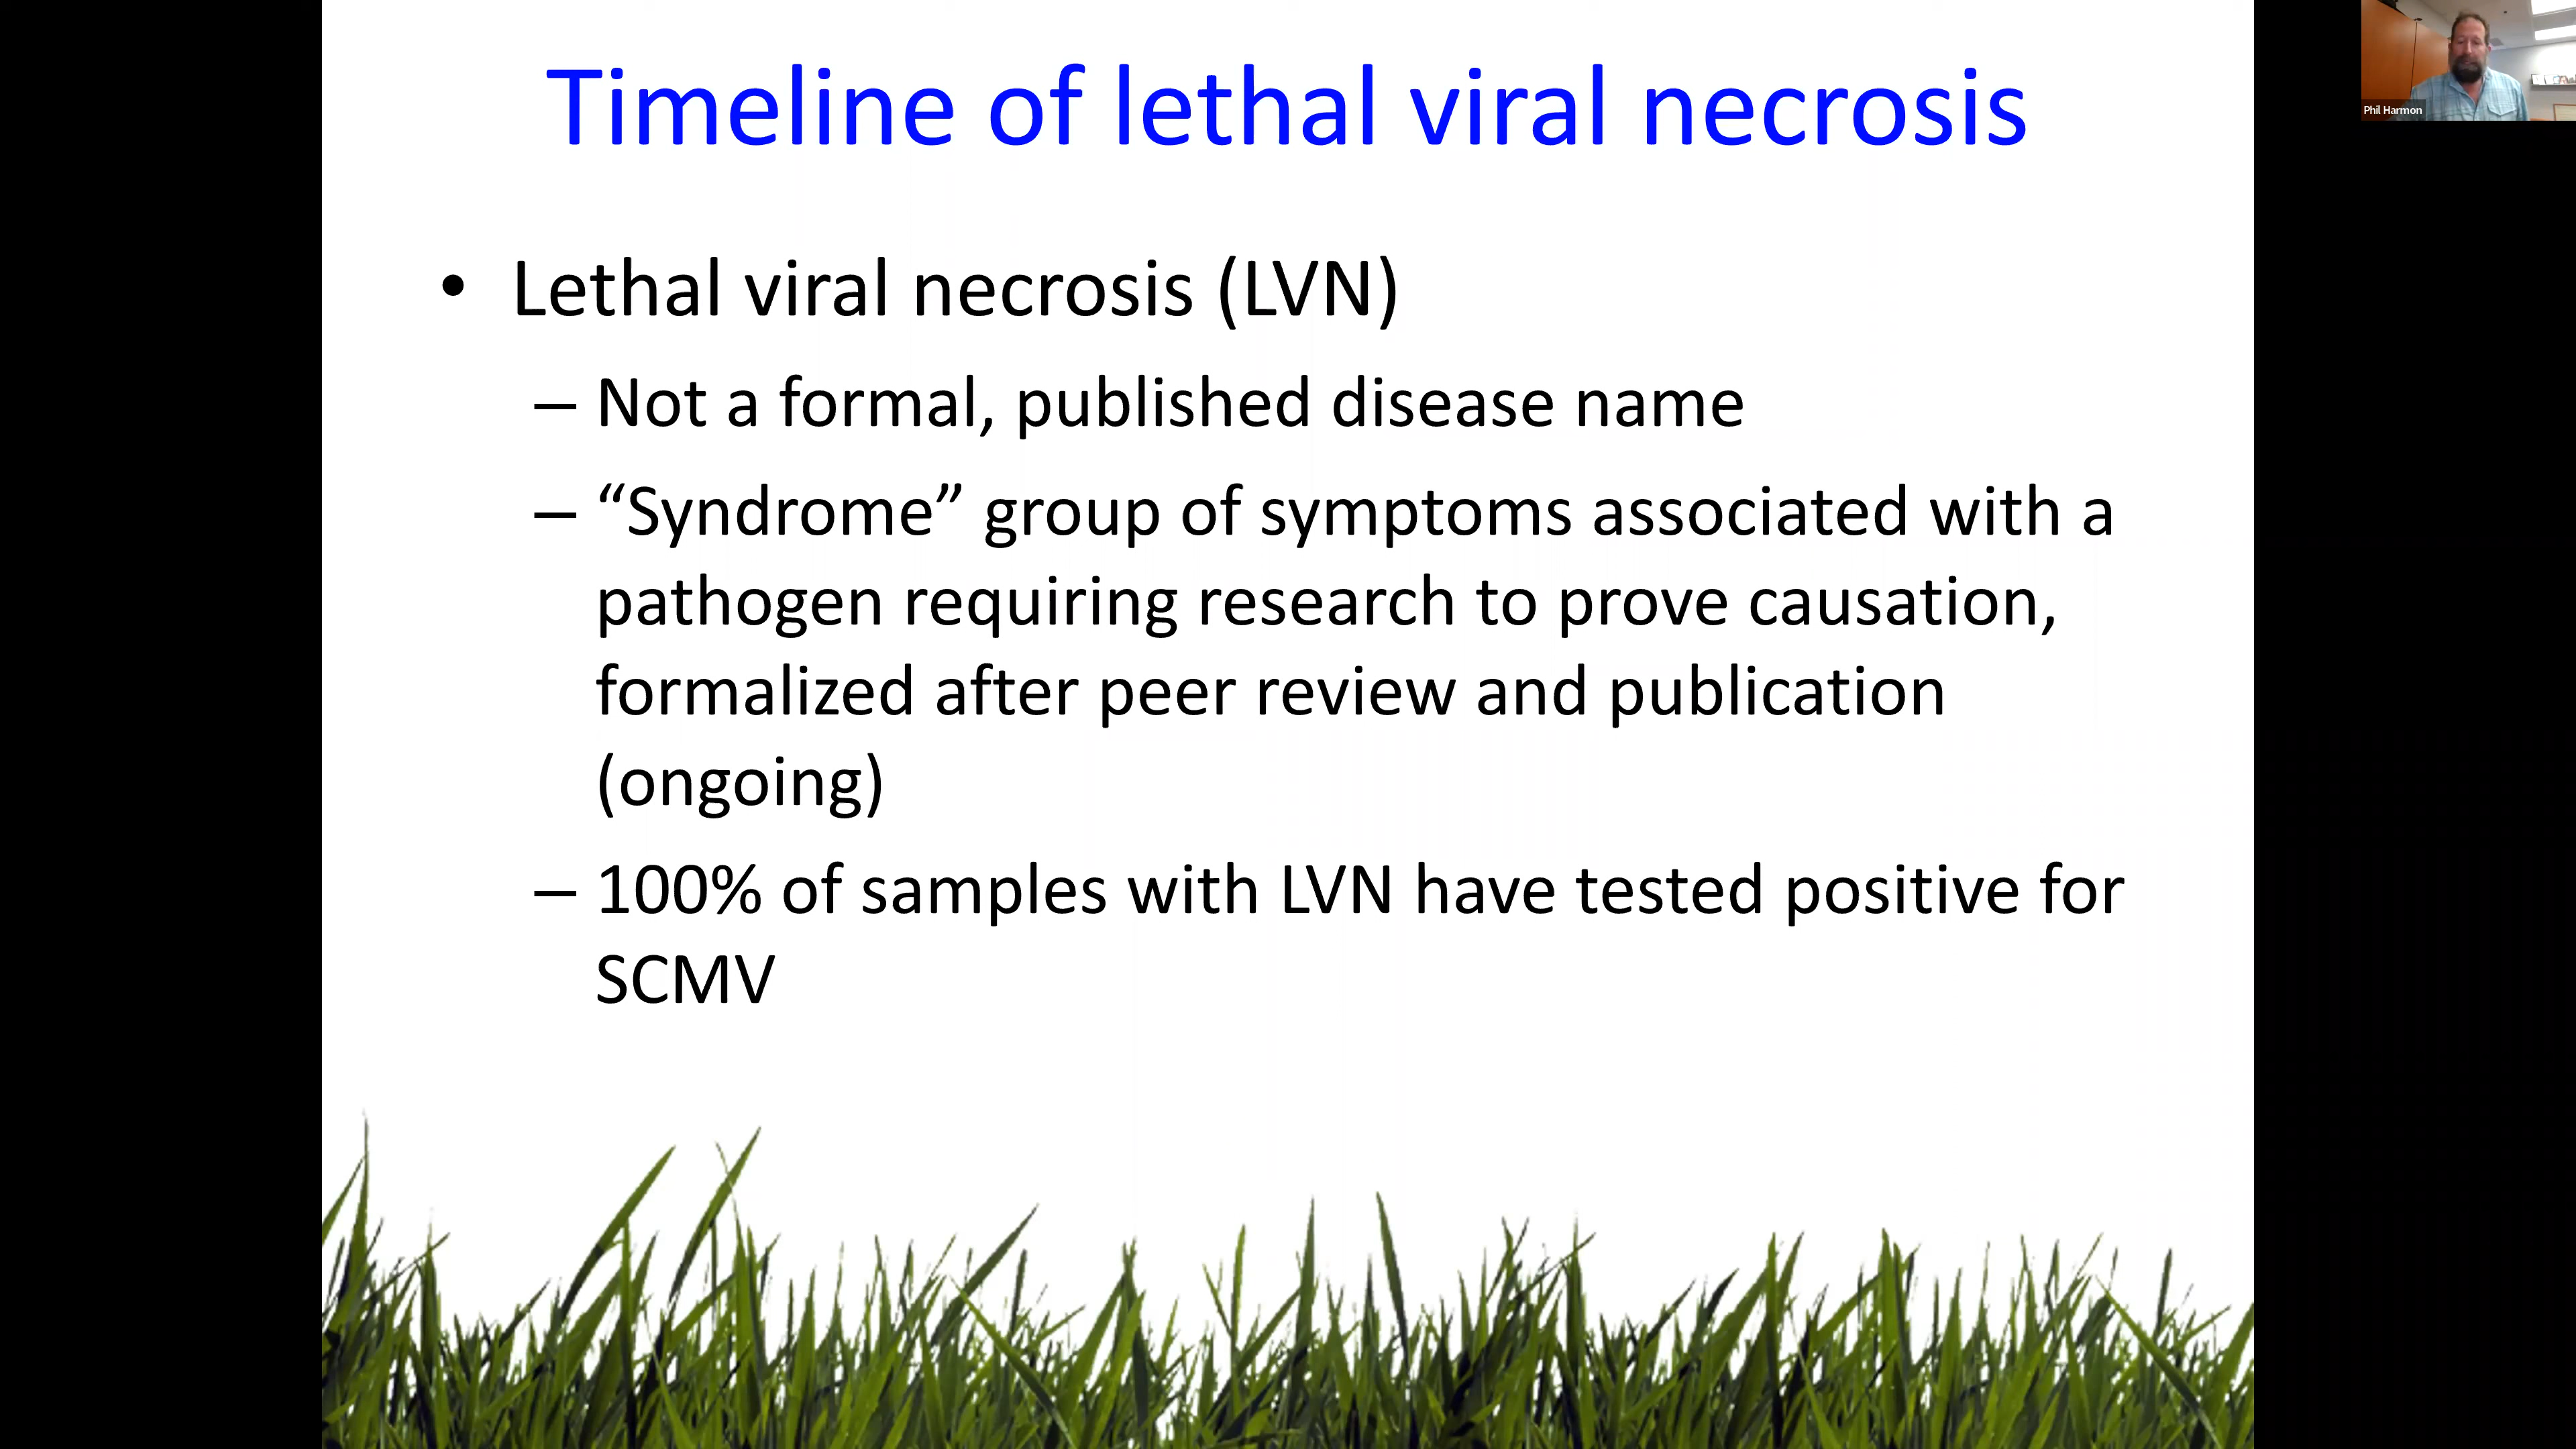 Timeline of lethal viral necrosis
Phil Harmon
• Lethal viral necrosis (LVN)
– Not a formal, published disease name
– “Syndrome” group of symptoms associated with a
pathogen requiring research to prove causation,
formalized after peer review and publication
(ongoing)
– 100% of samples with LVN have tested positive for
SCMV